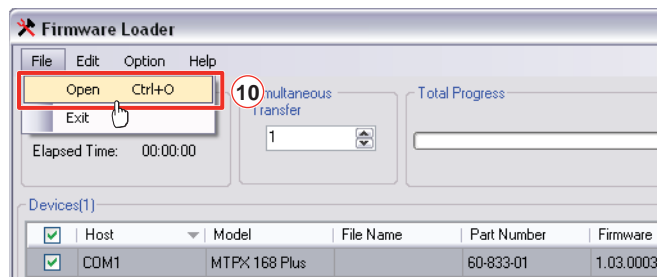 Firmware Loader
File Edit Option Help
Open Ctrl+O
10
Exit
Transfer
Total Progress
1
Elapsed Time: 00:00:00
Devices(1)
Host Model File Name Part Number Firmware
COM1 MTPX 168 Plus 60-833-01 1.03.0003